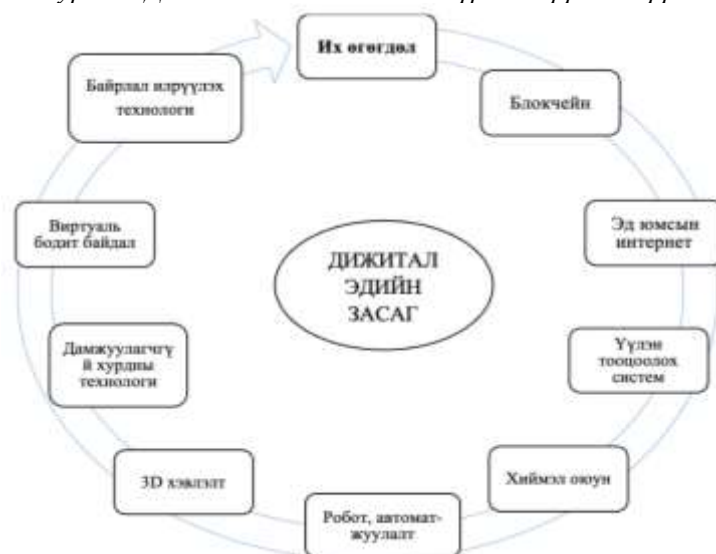 Их өгөгдөл
Блокчейн
Эд юмсын
интернет
Үүлэн
тооцоолох
систем
Хиймэл оюун
Робот, автомат-
жуулалт
3D хэвлэлт
Дамжуулагчгү
й хурдны
технологи
Виртуаль
бодит байдал
Байрлал илрүүлэх
технологи
ДИЖИТАЛ
ЭДИЙН
ЗАСАГ